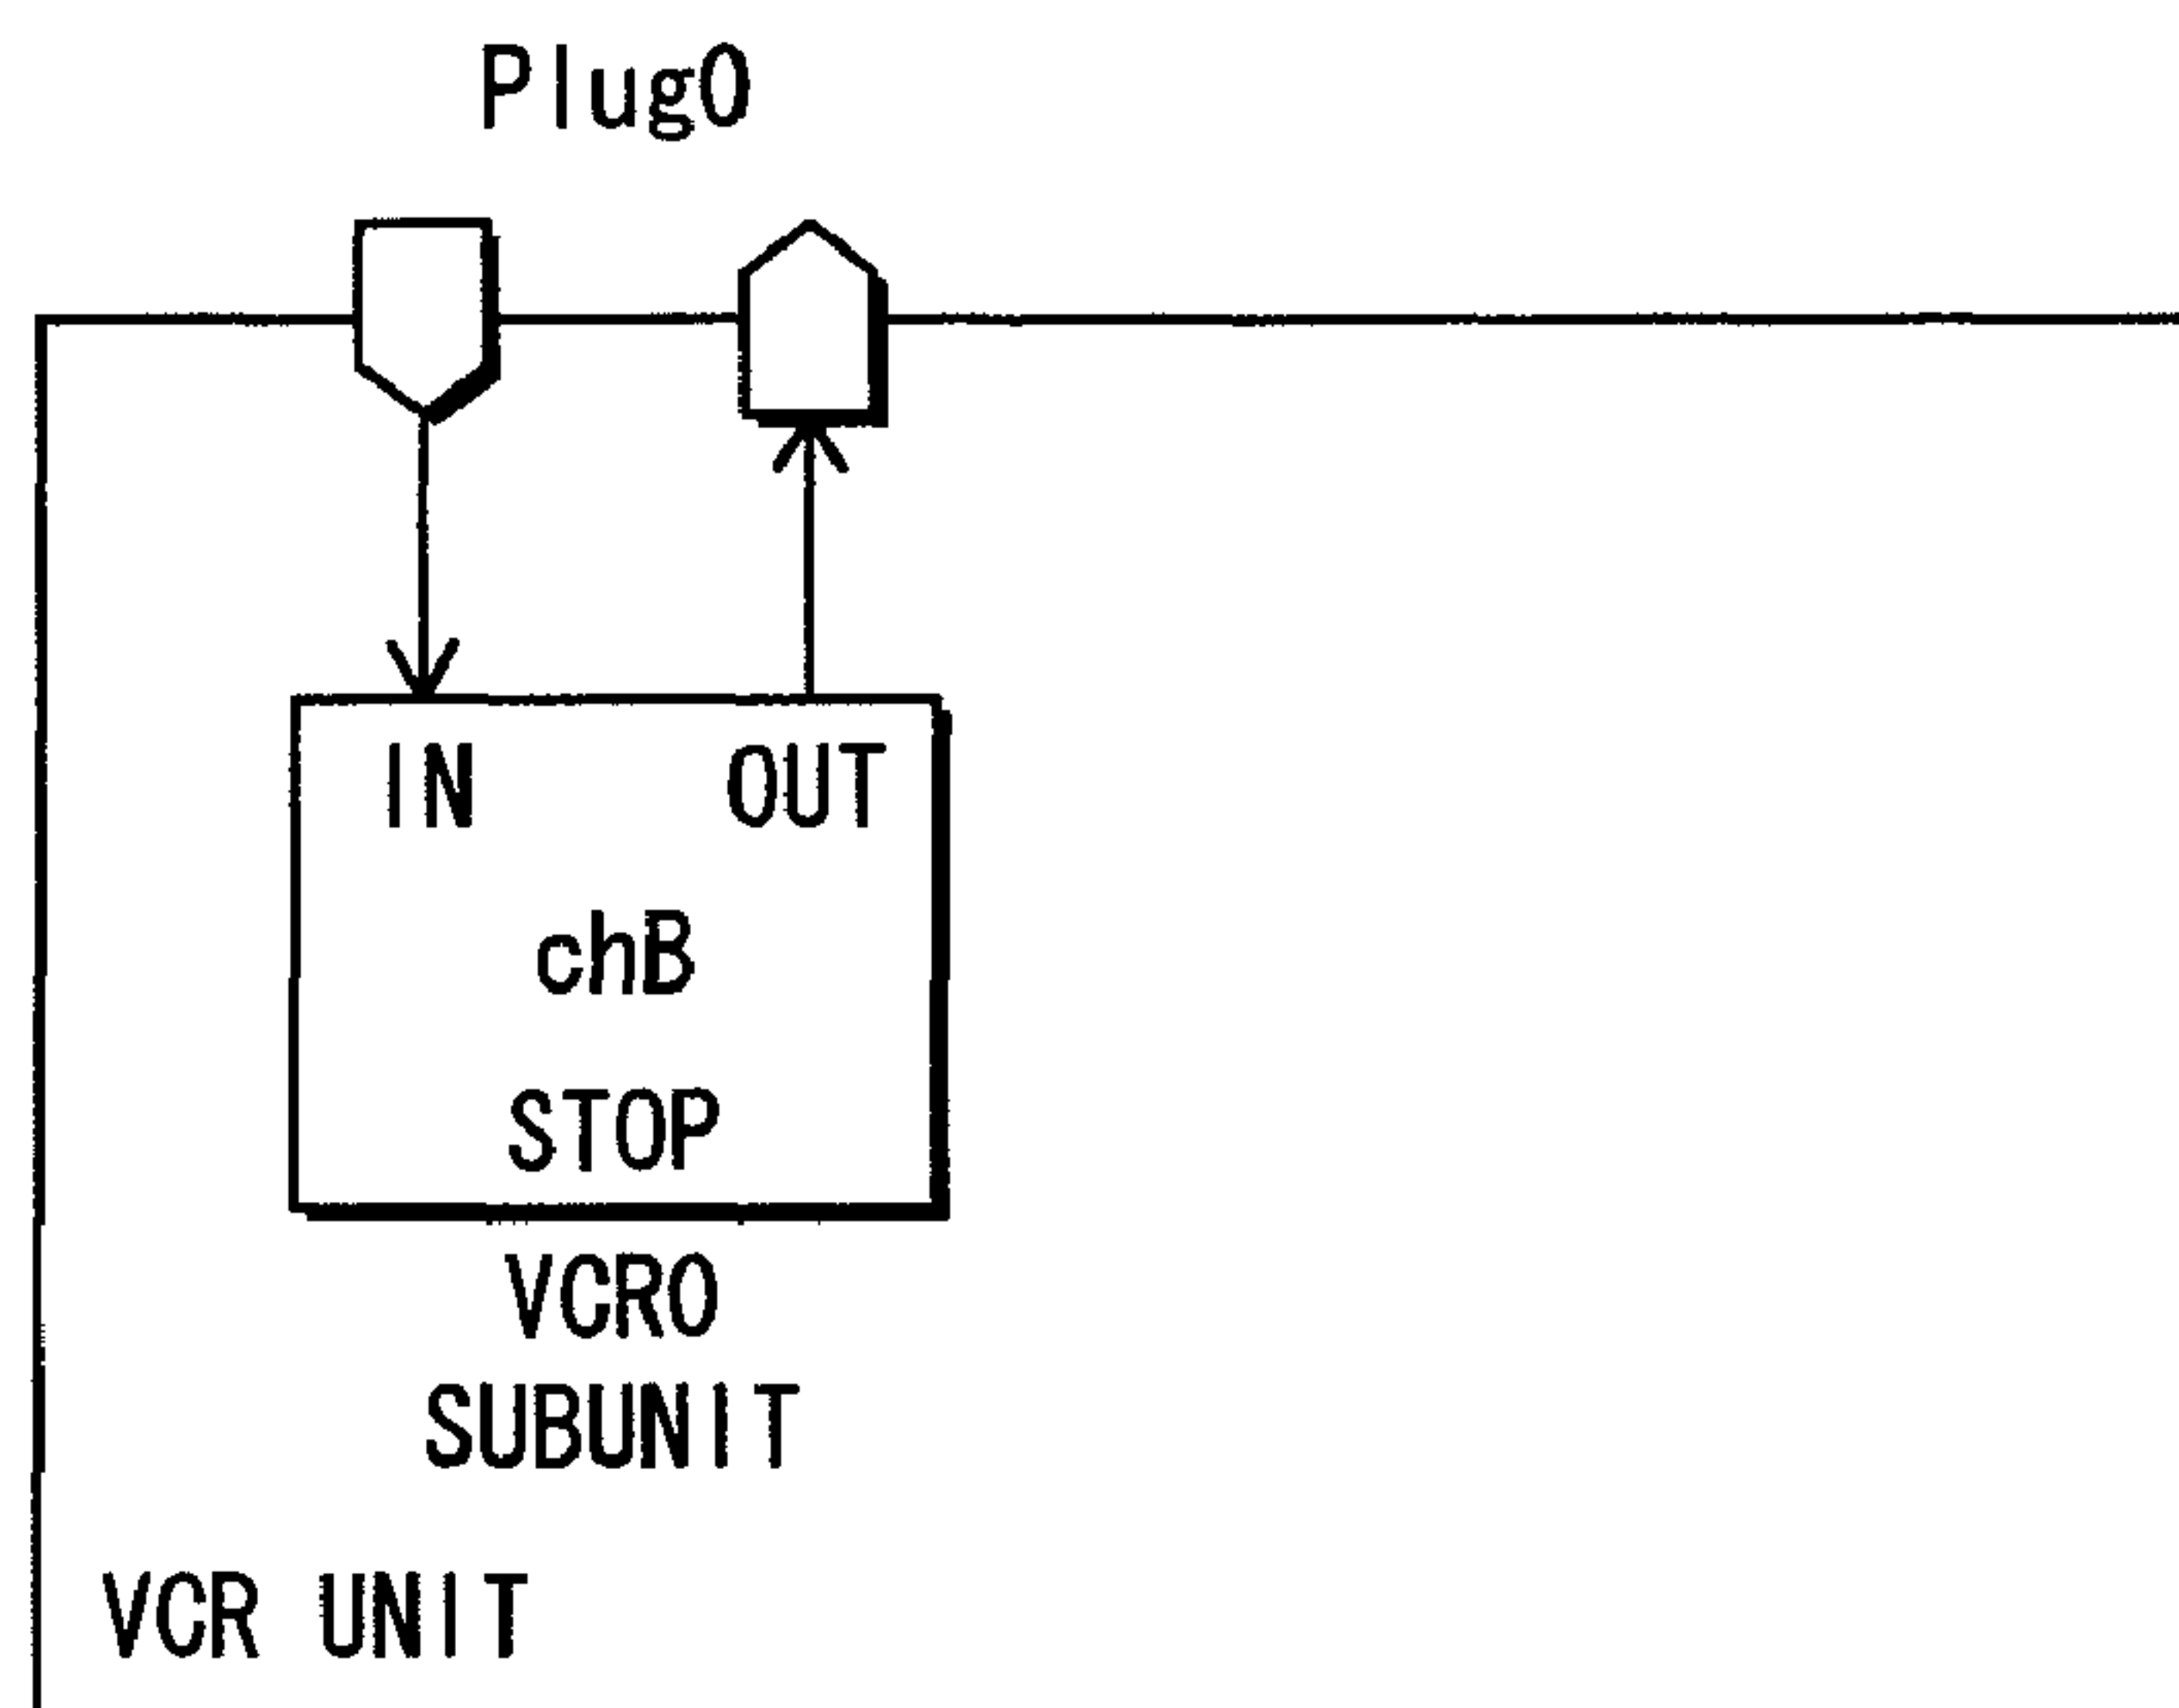 Plug0
IN OUT
chB
STOP
VCR0
SUBUNIT
VCR UNIT